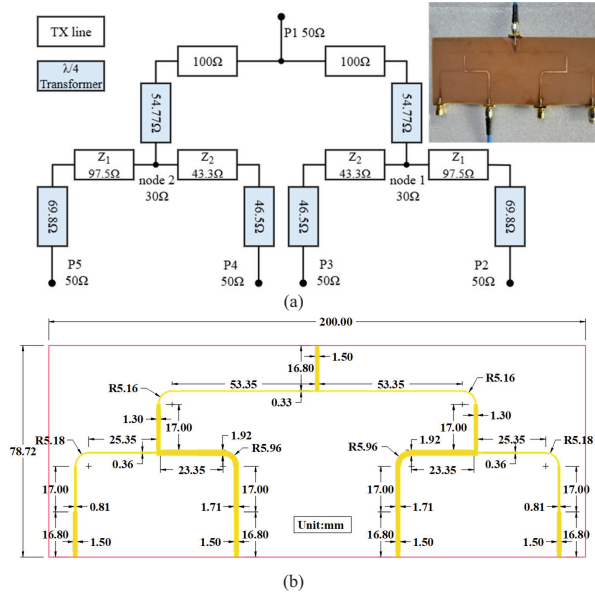 TX line
λ/4
Transformer
P1 50Ω
100Ω
100Ω
54.77Ω
54.77Ω
Z1
97.5Ω
Z2
43.3Ω
Z2
43.3Ω
Z1
97.5Ω
node 2
30Ω
node 1
30Ω
69.8Ω
46.5Ω
46.5Ω
69.8Ω
P5
50Ω
P4
50Ω
P3
50Ω
P2
50Ω
(a)
200.00
16.80
1.50
R5.16
53.35
53.35
R5.16
0.33
78.72
1.30
17.00
17.00
1.30
R5.18
25.35
1.92
R5.96
R5.96
1.92
25.35
R5.18
0.36
23.35
23.35
0.36
17.00
17.00
17.00
17.00
0.81
1.71
1.71
0.81
Unit:mm
16.80
1.50
1.50
16.80
16.80
1.50
1.50
16.80
(b)